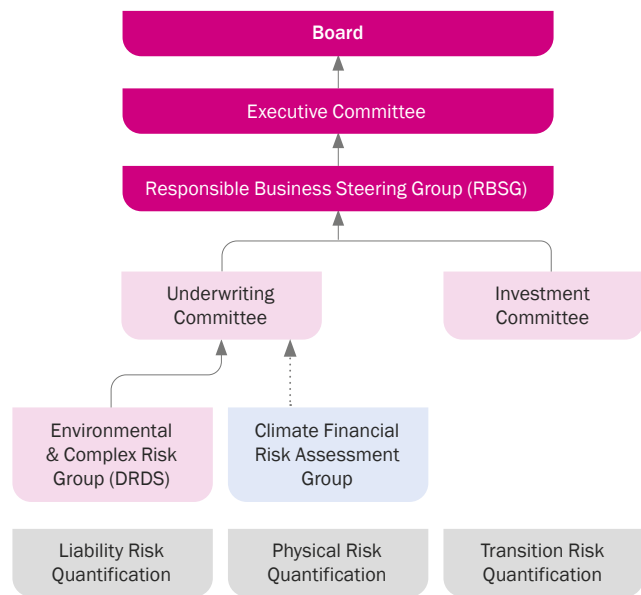 Board
Executive Committee
Responsible Business Steering Group (RBSG)
Underwriting
Committee
Investment
Committee
Environmental
& Complex Risk
Group (DRDS)
Climate Financial
Risk Assessment
Group
Liability Risk
Quantification
Physical Risk
Quantification
Transition Risk
Quantification